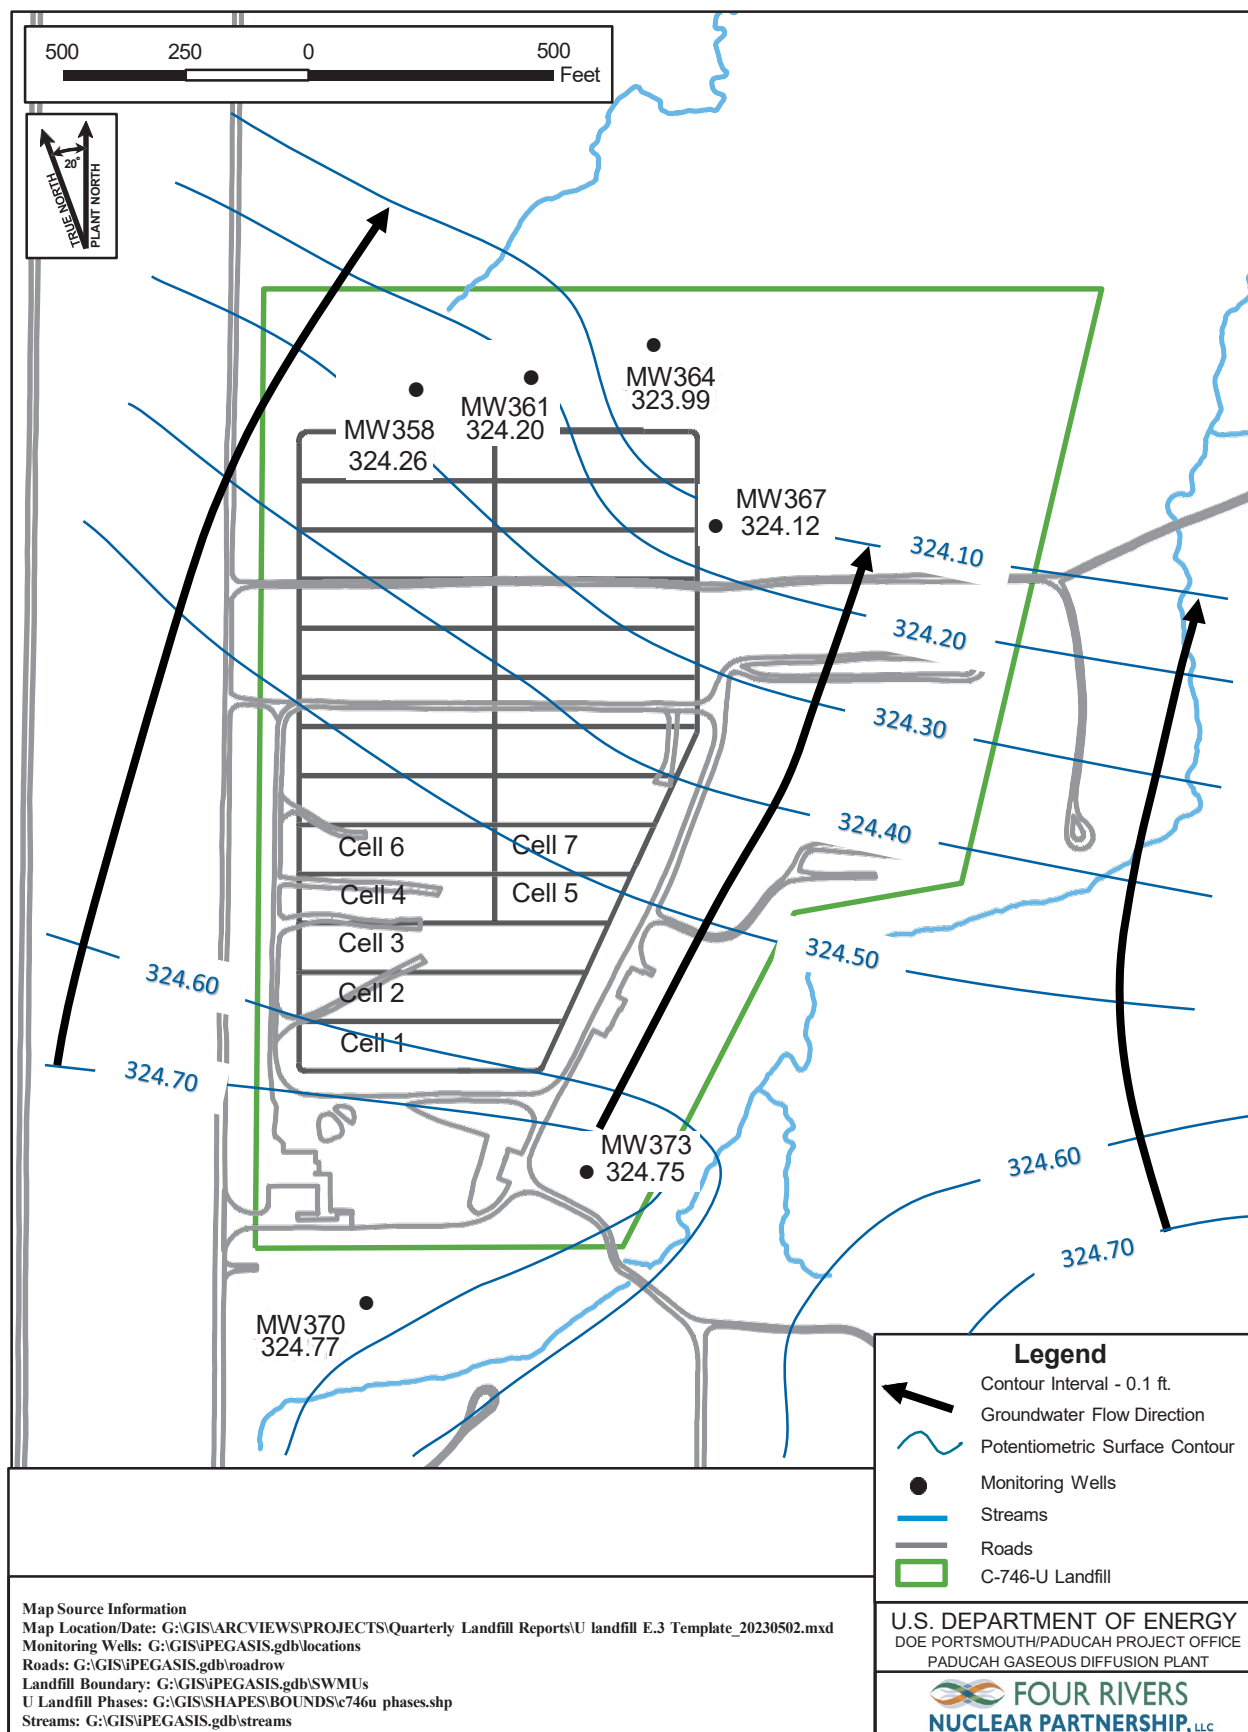 500 250 0 500
Feet
20°
TRUE NORTH
PLANT NORTH
MW364
323.99
MW361
324.20
MW358
324.26
MW367
324.12
324.10
324.20
324.30
324.40
Cell 6
Cell 7
Cell 4
Cell 5
Cell 3
324.50
324.60
Cell 2
Cell 1
324.70
MW373
324.75
324.60
324.70
MW370
324.77
Legend
Contour Interval - 0.1 ft.
Groundwater Flow Direction
Potentiometric Surface Contour
Monitoring Wells
Streams
Roads
C-746-U Landfill
Map Source Information
Map Location/Date: G:\GIS\ARCVIEWS\PROJECTS\Quarterly Landfill Reports\U landfill E.3 Template_20230502.mxd
Monitoring Wells: G:\GIS\iPEGASIS.gdb\locations
Roads: G:\GIS\iPEGASIS.gdb\roadrow
Landfill Boundary: G:\GIS\iPEGASIS.gdb\SWMUs
U Landfill Phases: G:\GIS\SHAPES\BOUNDS\c746u phases.shp
Streams: G:\GIS\iPEGASIS.gdb\streams
U.S. DEPARTMENT OF ENERGY
DOE PORTSMOUTH/PADUCAH PROJECT OFFICE
PADUCAH GASEOUS DIFFUSION PLANT
FOUR RIVERS
NUCLEAR PARTNERSHIP, LLC